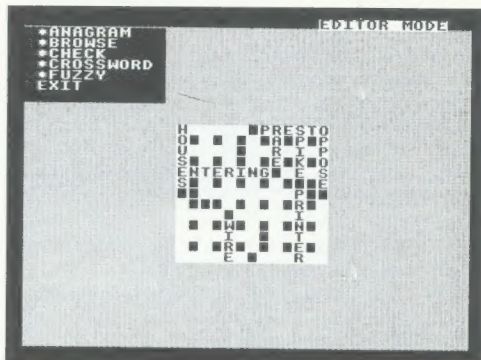 EDITOR MODE
*ANAGRAM
*BROWSE
*CHECK
*CROSSWORD
*FUZZY
EXIT
H PRESTO
O A P P
U R I P
S E K O
ENTERING E S
S E
P
R
I
W N
I T
R E
E R